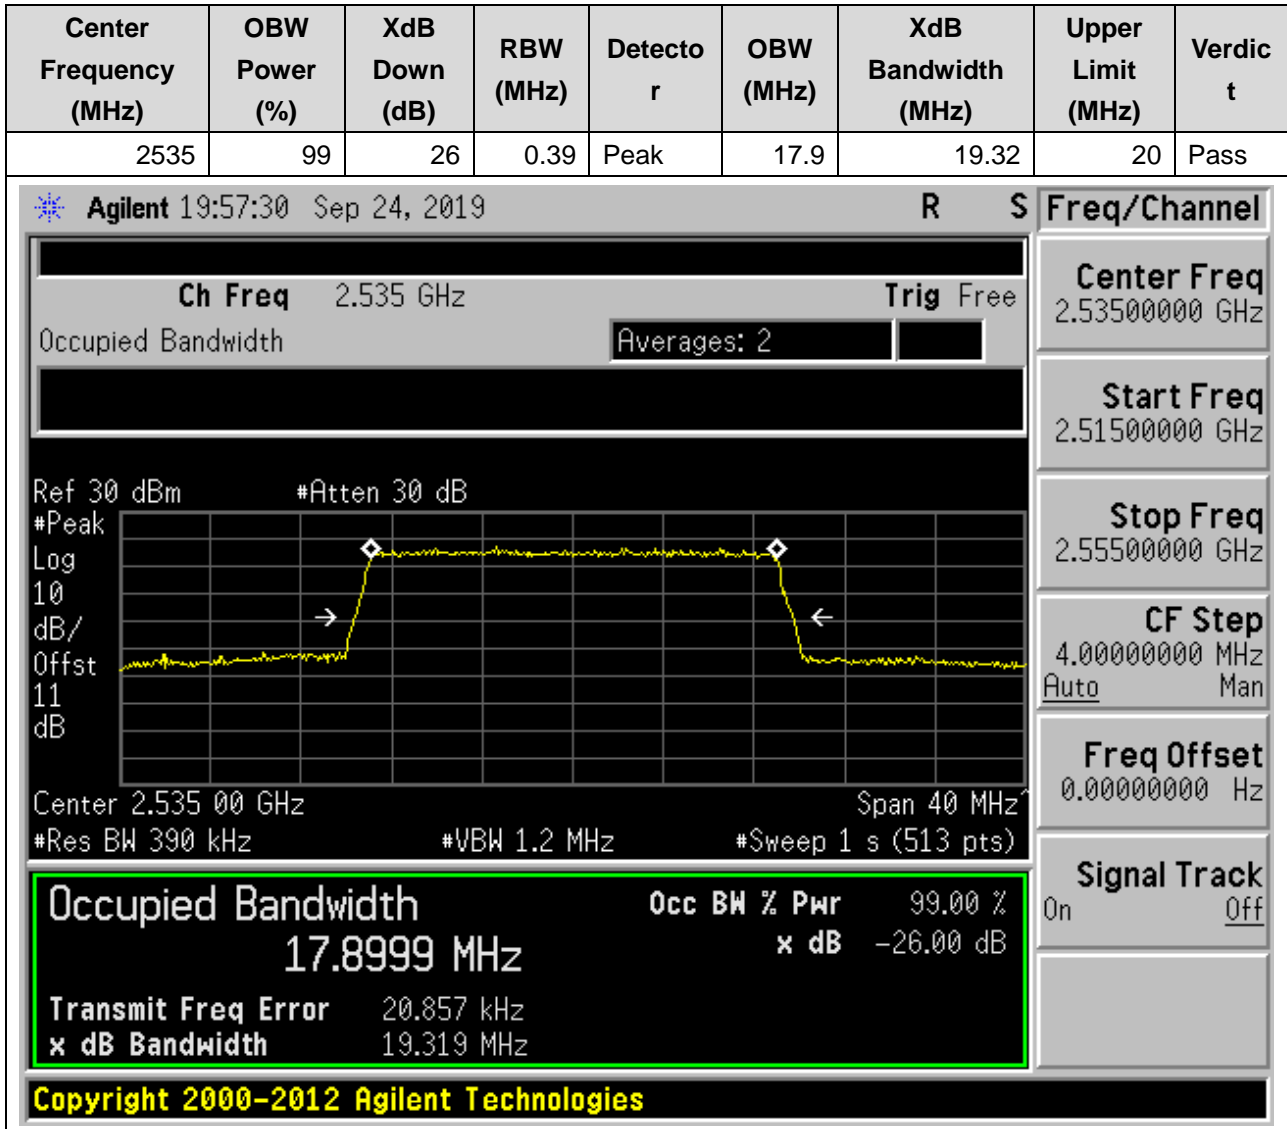 Center Frequency (MHz) OBW Power (%) XdB Down (dB) RBW (MHz) Detector OBW (MHz) XdB Bandwidth (MHz) Upper Limit (MHz) Verdict
2535 99 26 0.39 Peak 17.9 19.32 20 Pass
Agilent 19:57:30 Sep 24, 2019 R S
Freq/Channel
Ch Freq 2.535 GHz Trig Free
Occupied Bandwidth Averages: 2
Center Freq
2.53500000 GHz
Start Freq
2.51500000 GHz
Stop Freq
2.55500000 GHz
CF Step
4.00000000 MHz
Auto Man
Freq Offset
0.00000000 Hz
Signal Track
On Off
Ref 30 dBm #Atten 30 dB
#Peak
Log
10
dB/
Offst
11
dB
Center 2.535 00 GHz Span 40 MHz^
#Res BW 390 kHz #VBW 1.2 MHz #Sweep 1 s (513 pts)
Occupied Bandwidth Occ BW % Pwr 99.00 %
17.8999 MHz x dB -26.00 dB
Transmit Freq Error 20.857 kHz
x dB Bandwidth 19.319 MHz
Copyright 2000-2012 Agilent Technologies